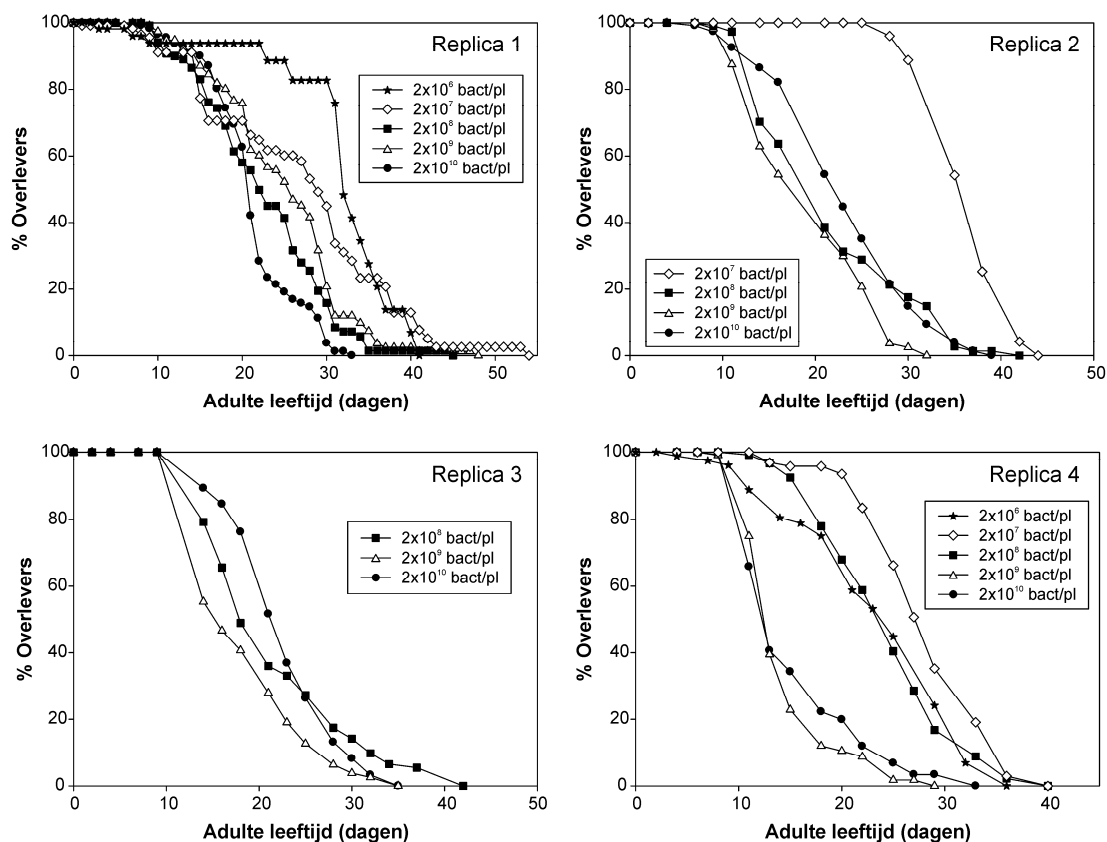 Replica 1
% Overlevers
100
80
60
40
20
0
2x10⁶ bact/pl
2x10⁷ bact/pl
2x10⁸ bact/pl
2x10⁹ bact/pl
2x10¹⁰ bact/pl
0 10 20 30 40 50
Adulte leeftijd (dagen)
Replica 2
% Overlevers
100
80
60
40
20
0
2x10⁷ bact/pl
2x10⁸ bact/pl
2x10⁹ bact/pl
2x10¹⁰ bact/pl
0 10 20 30 40 50
Adulte leeftijd (dagen)
Replica 3
% Overlevers
100
80
60
40
20
0
2x10⁸ bact/pl
2x10⁹ bact/pl
2x10¹⁰ bact/pl
0 10 20 30 40 50
Adulte leeftijd (dagen)
Replica 4
% Overlevers
100
80
60
40
20
0
2x10⁶ bact/pl
2x10⁷ bact/pl
2x10⁸ bact/pl
2x10⁹ bact/pl
2x10¹⁰ bact/pl
0 10 20 30 40
Adulte leeftijd (dagen)